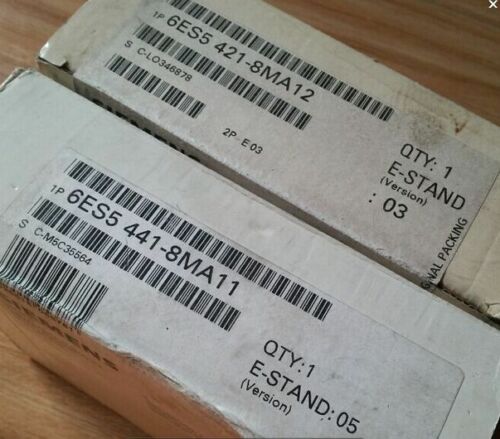 1P 6ES5 421-8MA12
S C-LO346878
2P E 03
QTY: 1
E-STAND
(Version)
: 03
1P 6ES5 441-8MA11
S C-M5C35564
QTY:1
E-STAND:05
(Version)
NAL PACKING
SIEMENS